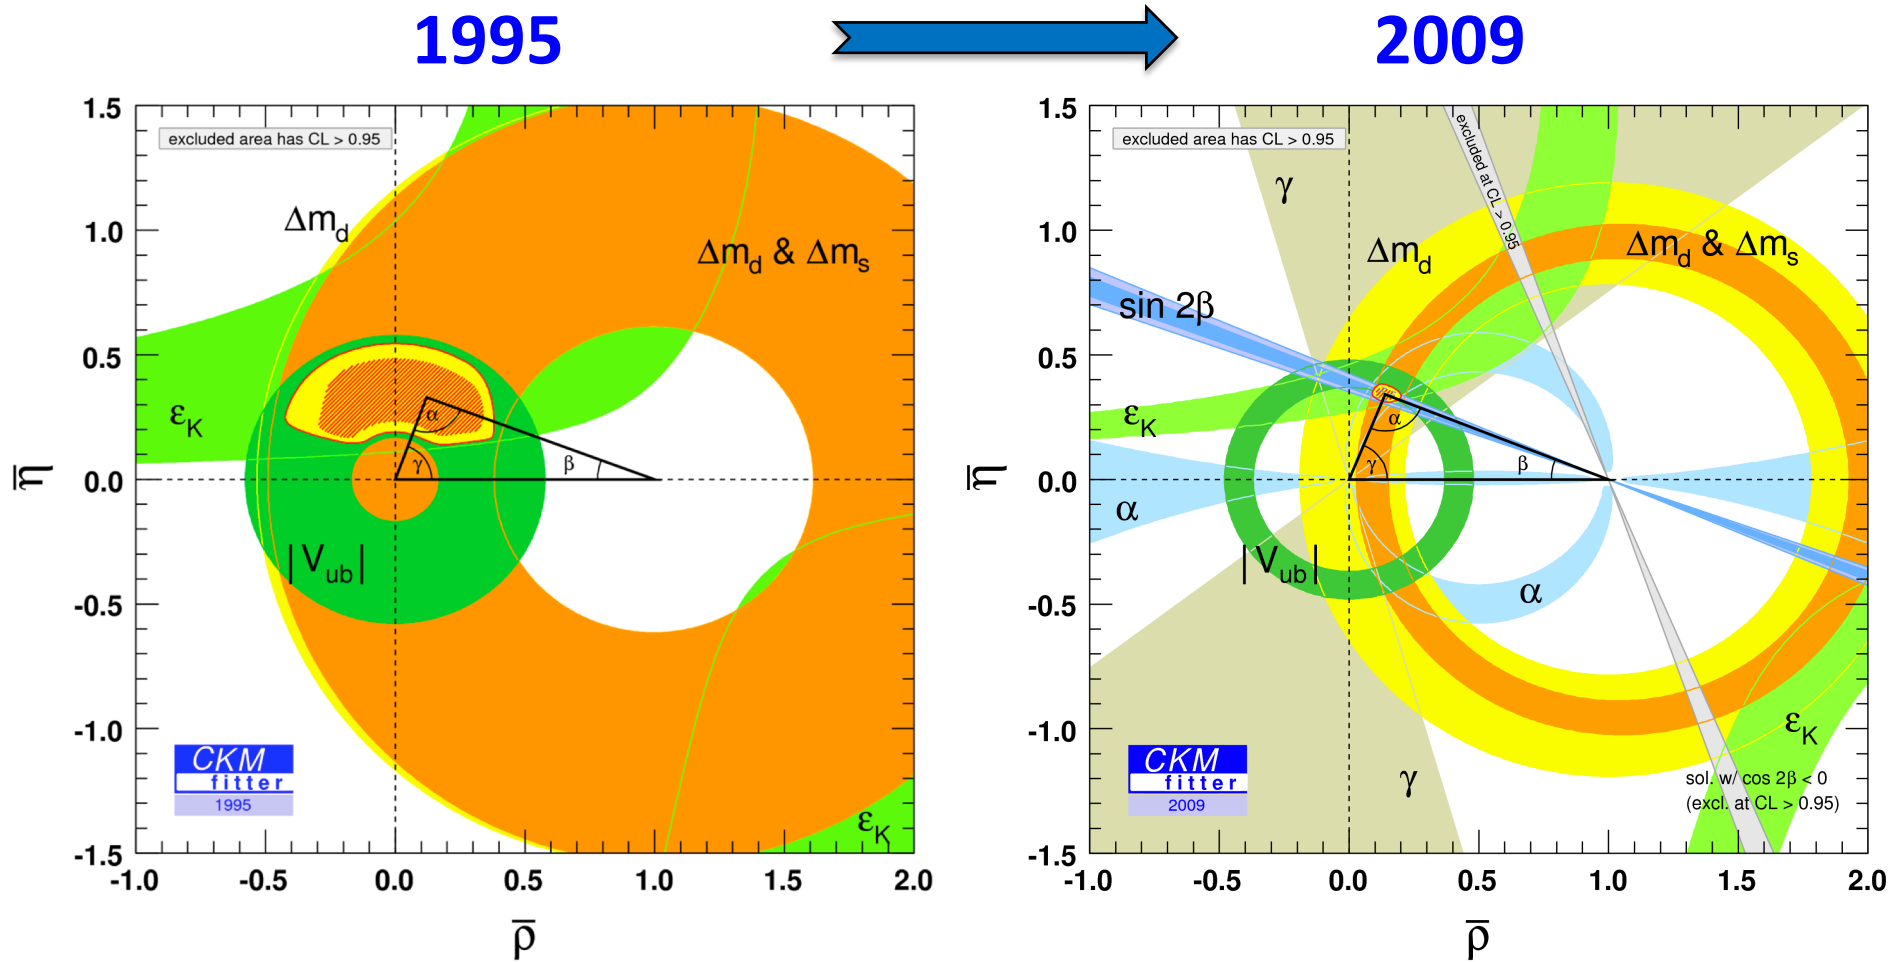 1995
2009
1.5
1.0
0.5
0.0
-0.5
-1.0
-1.5
-1.0
-0.5
0.0
0.5
1.0
1.5
2.0
η̅
ρ̅
excluded area has CL > 0.95
Δm_d
Δm_d & Δm_s
ε_K
α
γ
β
|V_ub|
CKM
fitter
1995
ε_K
1.5
1.0
0.5
0.0
-0.5
-1.0
-1.5
-1.0
-0.5
0.0
0.5
1.0
1.5
2.0
η̅
ρ̅
excluded area has CL > 0.95
excluded at CL > 0.95
γ
Δm_d
Δm_d & Δm_s
sin 2β
ε_K
α
γ
β
α
|V_ub|
α
ε_K
γ
sol. w/ cos 2β < 0
(excl. at CL > 0.95)
CKM
fitter
2009